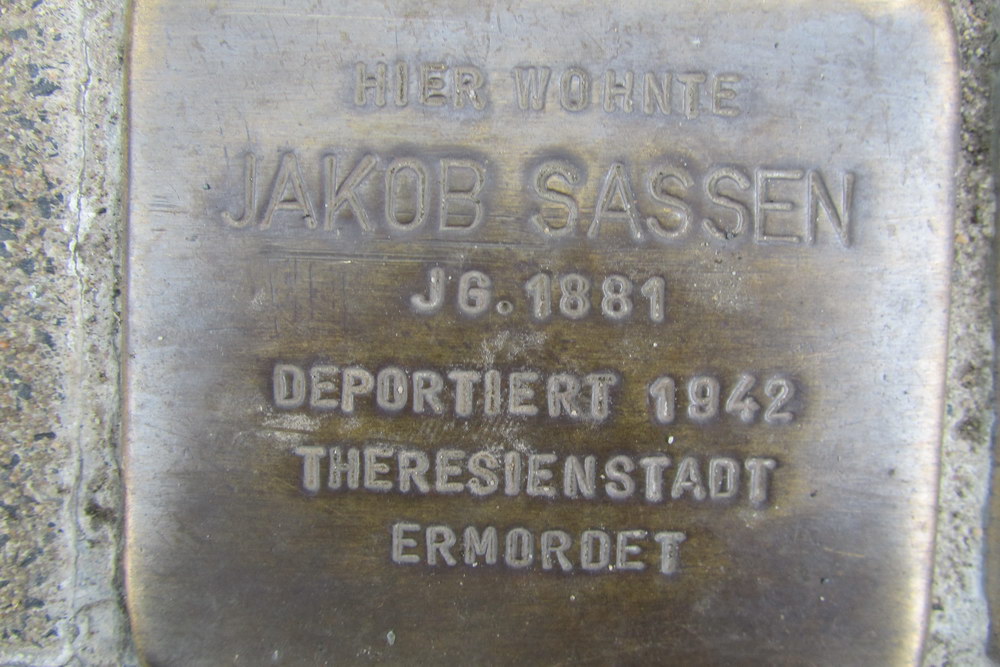 HIER WOHNTE
JAKOB SASSEN
JG. 1881
DEPORTIERT 1942
THERESIENSTADT
ERMORDET